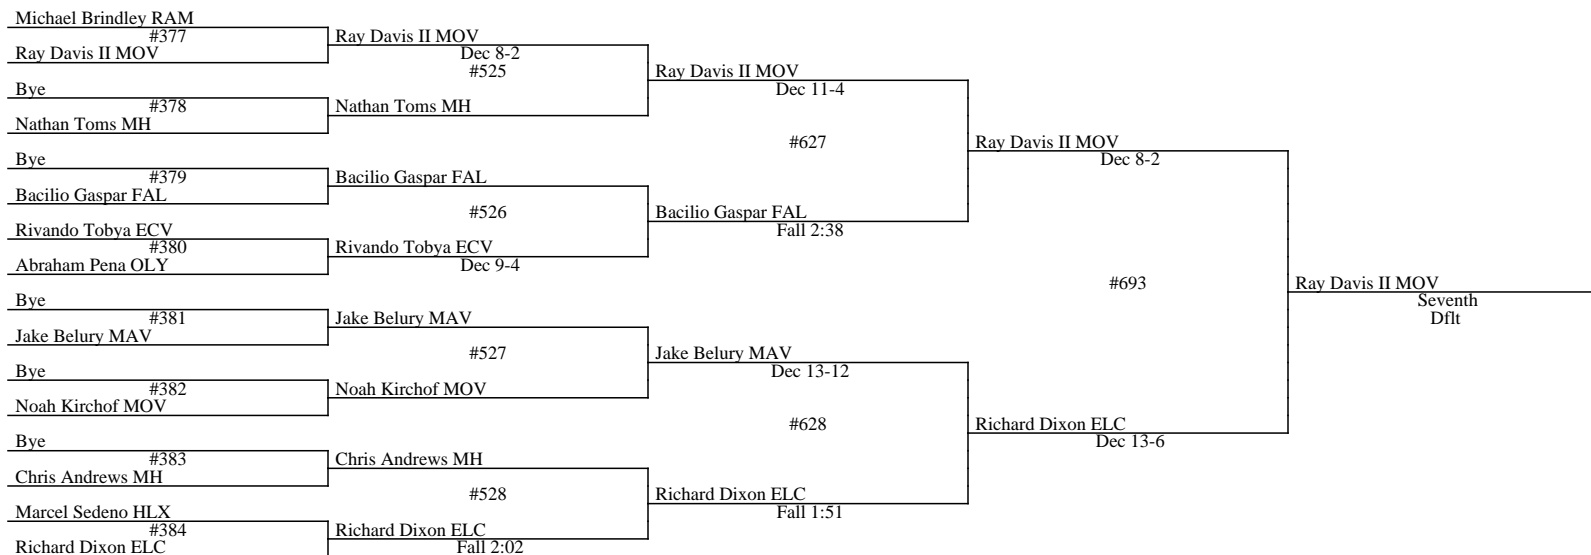 Michael Brindley RAM
#377
Ray Davis II MOV
Bye
#378
Nathan Toms MH
Bye
#379
Bacilio Gaspar FAL
Rivando Tobya ECV
#380
Abraham Pena OLY
Bye
#381
Jake Belury MAV
Bye
#382
Noah Kirchof MOV
Bye
#383
Chris Andrews MH
Marcel Sedeno HLX
#384
Richard Dixon ELC
Ray Davis II MOV
Dec 8-2
#525
Nathan Toms MH
Bacilio Gaspar FAL
#526
Rivando Tobya ECV
Dec 9-4
Jake Belury MAV
#527
Noah Kirchof MOV
Chris Andrews MH
#528
Richard Dixon ELC
Fall 2:02
Ray Davis II MOV
Dec 11-4
#627
Bacilio Gaspar FAL
Fall 2:38
Jake Belury MAV
Dec 13-12
#628
Richard Dixon ELC
Fall 1:51
Ray Davis II MOV
Dec 8-2
#693
Richard Dixon ELC
Dec 13-6
Ray Davis II MOV
Seventh
Dflt